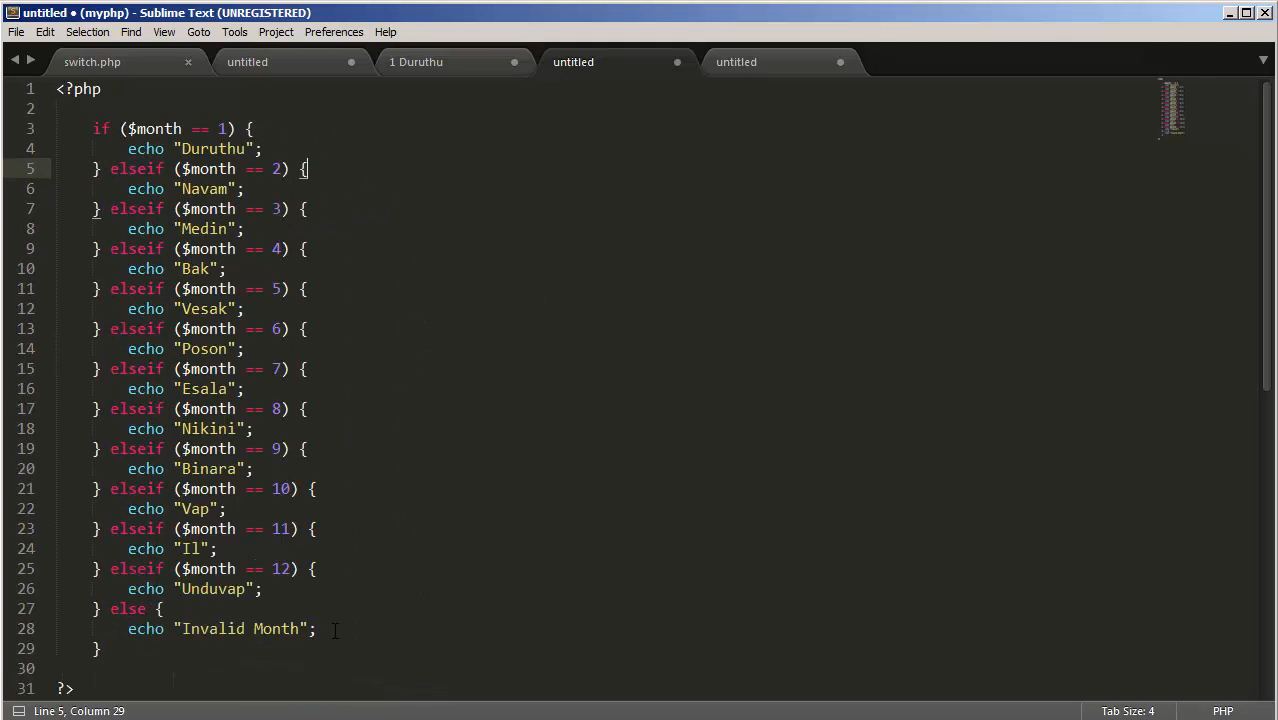 untitled • (myphp) - Sublime Text (UNREGISTERED)
File Edit Selection Find View Goto Tools Project Preferences Help
switch.php × untitled 1 Duruthu untitled untitled
1 <?php
2
3 if ($month == 1) {
4 echo "Duruthu";
5 } elseif ($month == 2) {
6 echo "Navam";
7 } elseif ($month == 3) {
8 echo "Medin";
9 } elseif ($month == 4) {
10 echo "Bak";
11 } elseif ($month == 5) {
12 echo "Vesak";
13 } elseif ($month == 6) {
14 echo "Poson";
15 } elseif ($month == 7) {
16 echo "Esala";
17 } elseif ($month == 8) {
18 echo "Nikini";
19 } elseif ($month == 9) {
20 echo "Binara";
21 } elseif ($month == 10) {
22 echo "Vap";
23 } elseif ($month == 11) {
24 echo "Il";
25 } elseif ($month == 12) {
26 echo "Unduvap";
27 } else {
28 echo "Invalid Month";
29 }
30
31 ?>
Line 5, Column 29 Tab Size: 4 PHP